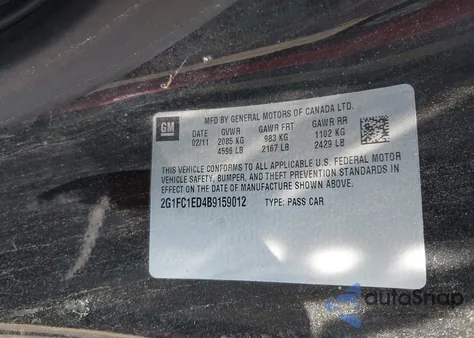 MFD BY GENERAL MOTORS OF CANADA LTD.
GM 02/11 GVWR GAWR FRT GAWR RR
2085 KG 983 KG 1102 KG
4596 LB 2167 LB 2429 LB
THIS VEHICLE CONFORMS TO ALL APPLICABLE U.S. FEDERAL MOTOR
VEHICLE SAFETY, BUMPER, AND THEFT PREVENTION STANDARDS IN
EFFECT ON THE DATE OF MANUFACTURE SHOWN ABOVE.
2G1FC1ED4B9159012 TYPE: PASS CAR
autoSnap